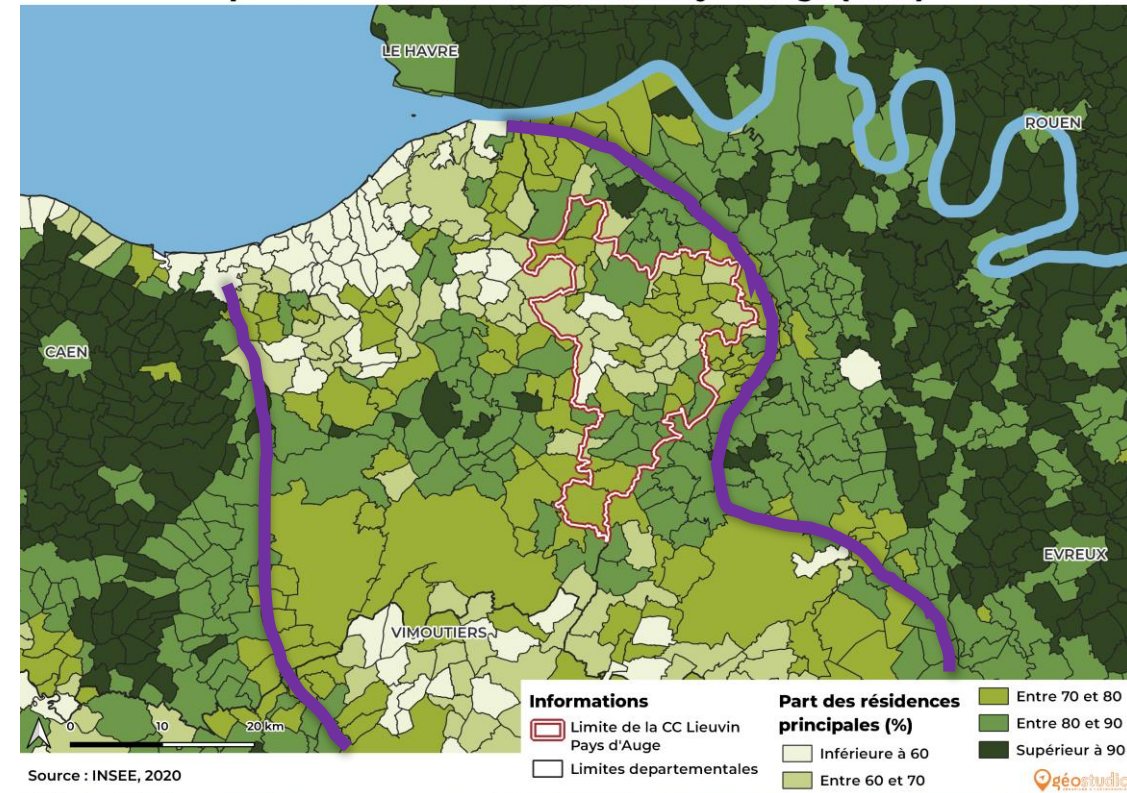 LE HAVRE
ROUEN
CAEN
EVREUX
VIMOUTIERS
0 10 20 km
Source : INSEE, 2020
Informations
Limite de la CC Lieuvin
Pays d'Auge
Limites departementales
Part des résidences
principales (%)
Inférieure à 60
Entre 60 et 70
Entre 70 et 80
Entre 80 et 90
Supérieur à 90
géostudio